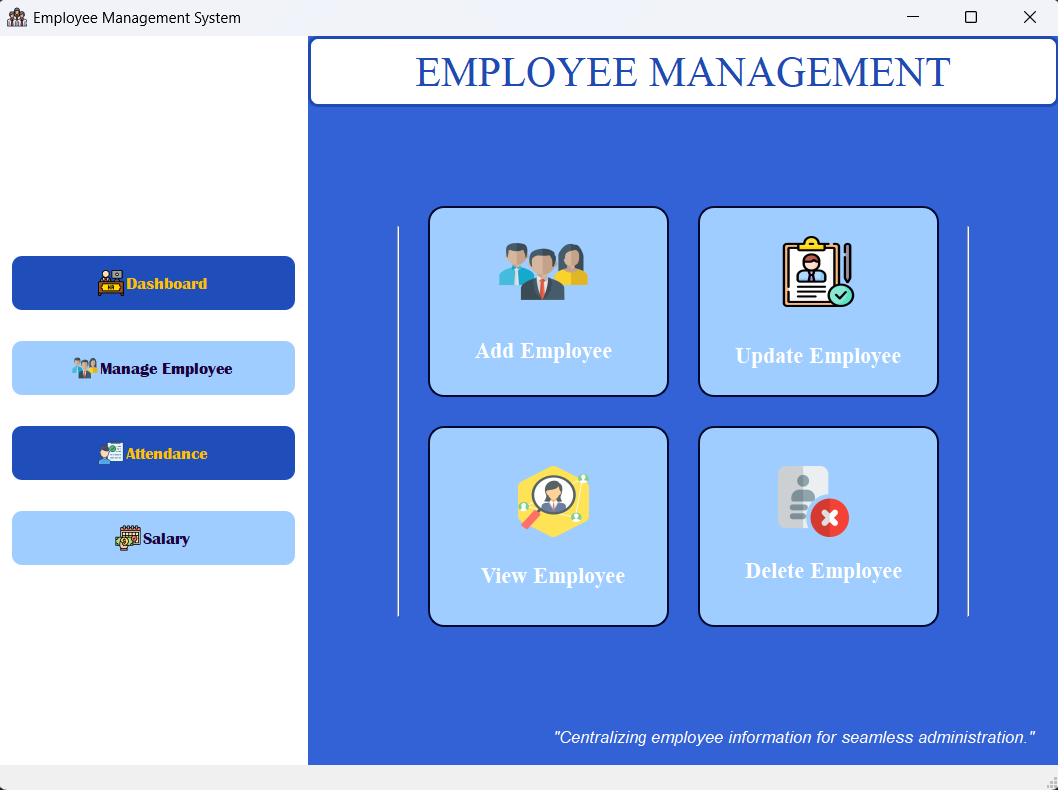 Employee Management System
EMPLOYEE MANAGEMENT
HR
Dashboard
Manage Employee
Attendance
Salary
Add Employee
Update Employee
View Employee
Delete Employee
"Centralizing employee information for seamless administration."